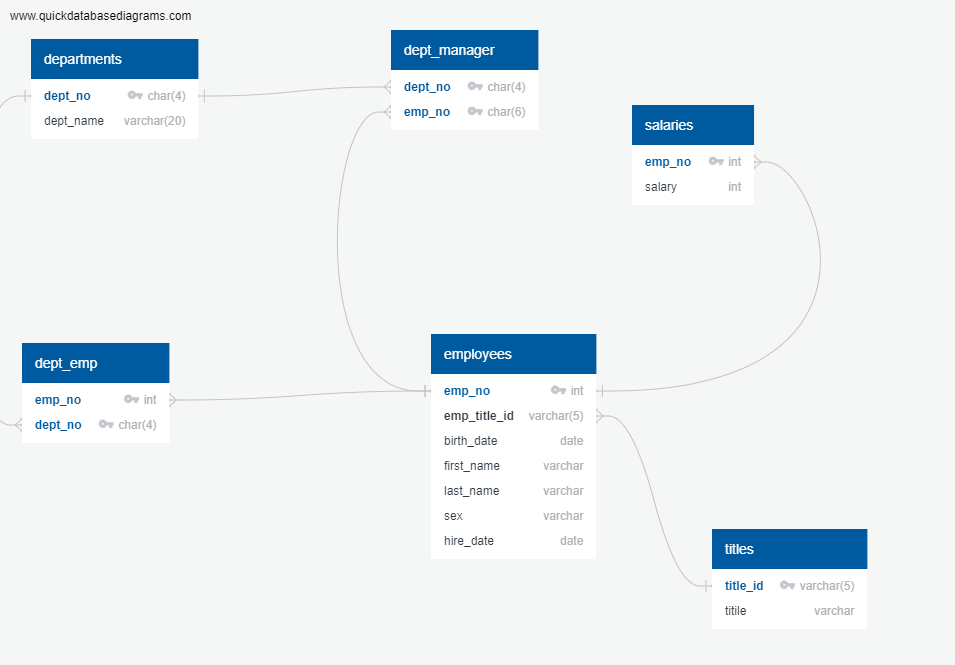 www.quickdatabasediagrams.com
departments
dept_no char(4)
dept_name varchar(20)
dept_manager
dept_no char(4)
emp_no char(6)
salaries
emp_no int
salary int
dept_emp
emp_no int
dept_no char(4)
employees
emp_no int
emp_title_id varchar(5)
birth_date date
first_name varchar
last_name varchar
sex varchar
hire_date date
titles
title_id varchar(5)
titile varchar